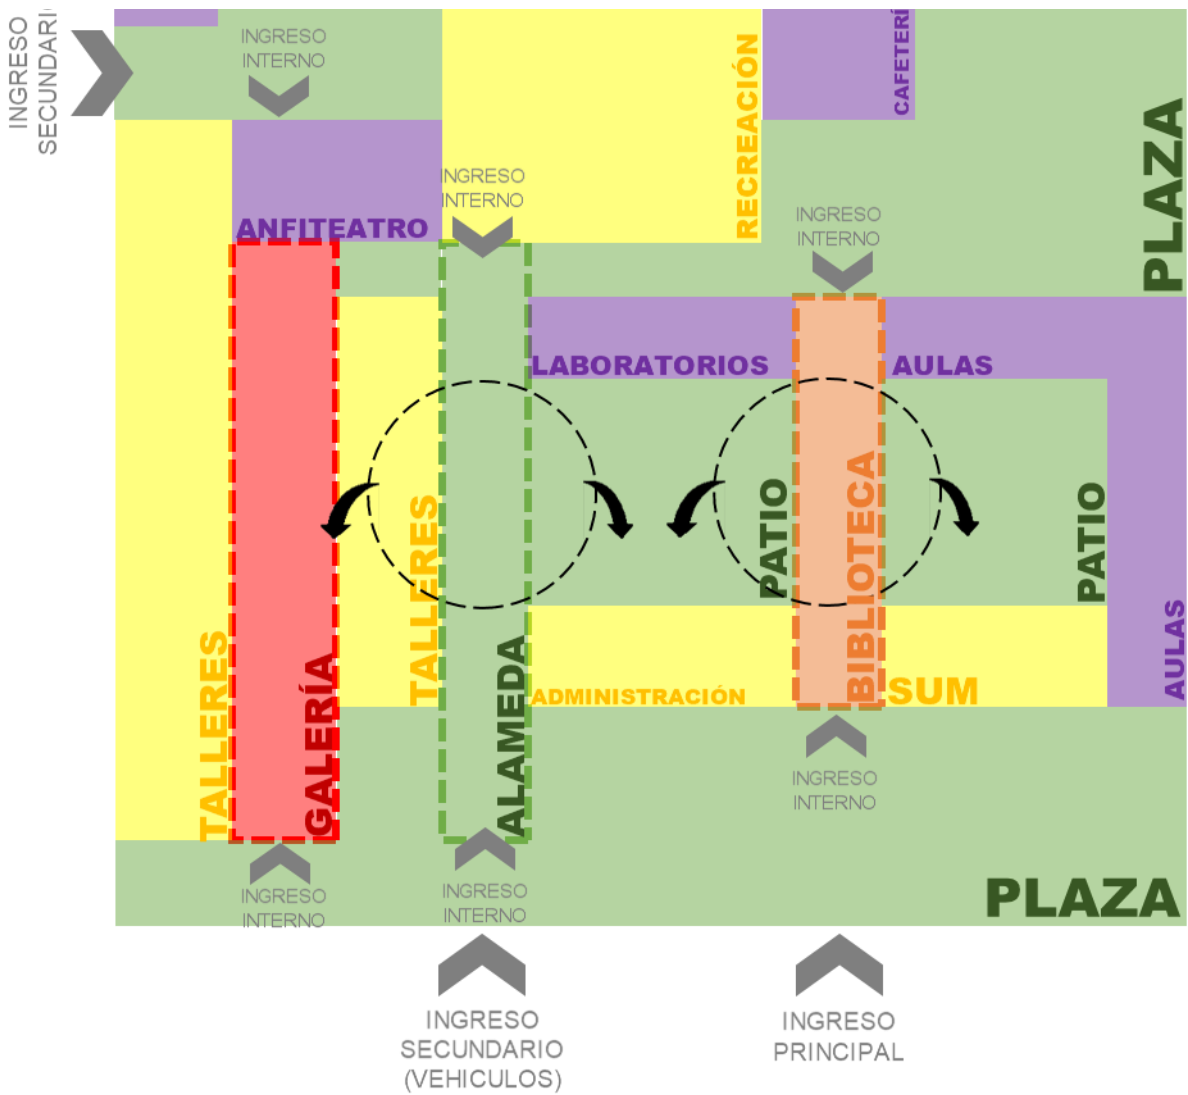 INGRESO
SECUNDARI
INGRESO
INTERNO
RECREACIÓN
CAFETERÍ
PLAZA
INGRESO
INTERNO
ANFITEATRO
INGRESO
INTERNO
LABORATORIOS
AULAS
TALLERES
GALERÍA
TALLERES
ALAMEDA
PATIO
BIBLIOTECA
PATIO
AULAS
ADMINISTRACIÓN
SUM
INGRESO
INTERNO
INGRESO
INTERNO
INGRESO
INTERNO
PLAZA
INGRESO
SECUNDARIO
(VEHICULOS)
INGRESO
PRINCIPAL